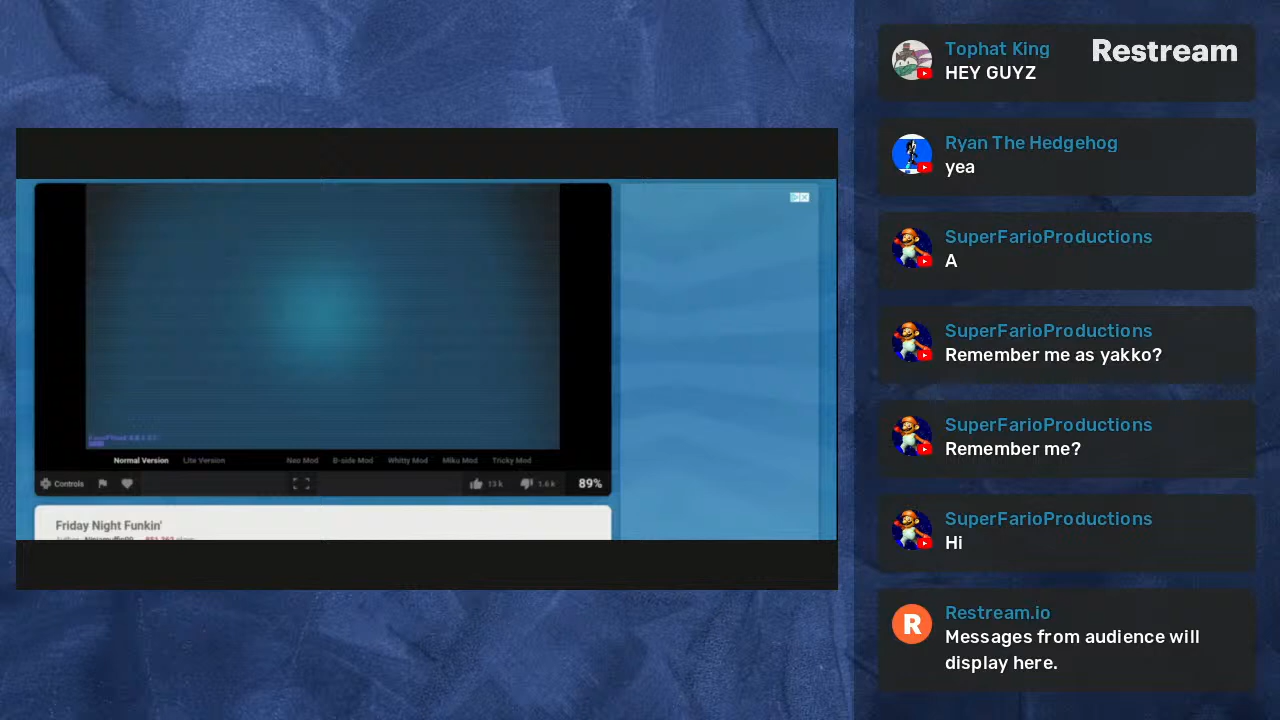 Normal Version
Lite Version
Neo Mod
B-side Mod
Whitty Mod
Miku Mod
Tricky Mod
Controls
13 k
1.6 k
89%
Friday Night Funkin'
Restream
Tophat King
HEY GUYZ
Ryan The Hedgehog
yea
SuperFarioProductions
A
SuperFarioProductions
Remember me as yakko?
SuperFarioProductions
Remember me?
SuperFarioProductions
Hi
R
Restream.io
Messages from audience will
display here.